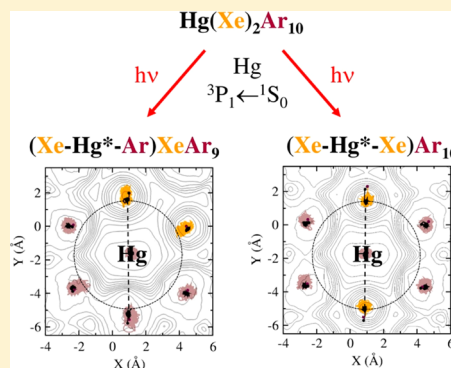 Hg(Xe)₂Ar₁₀
hν Hg hν
³P₁←¹S₀
(Xe-Hg*-Ar)XeAr₉ (Xe-Hg*-Xe)Ar₁₀
2 2
0 0
Y (Å) Hg Y (Å) Hg
-2 -2
-4 -4
-6 -6
-4 -2 0 2 4 6 -4 -2 0 2 4 6
X (Å) X (Å)